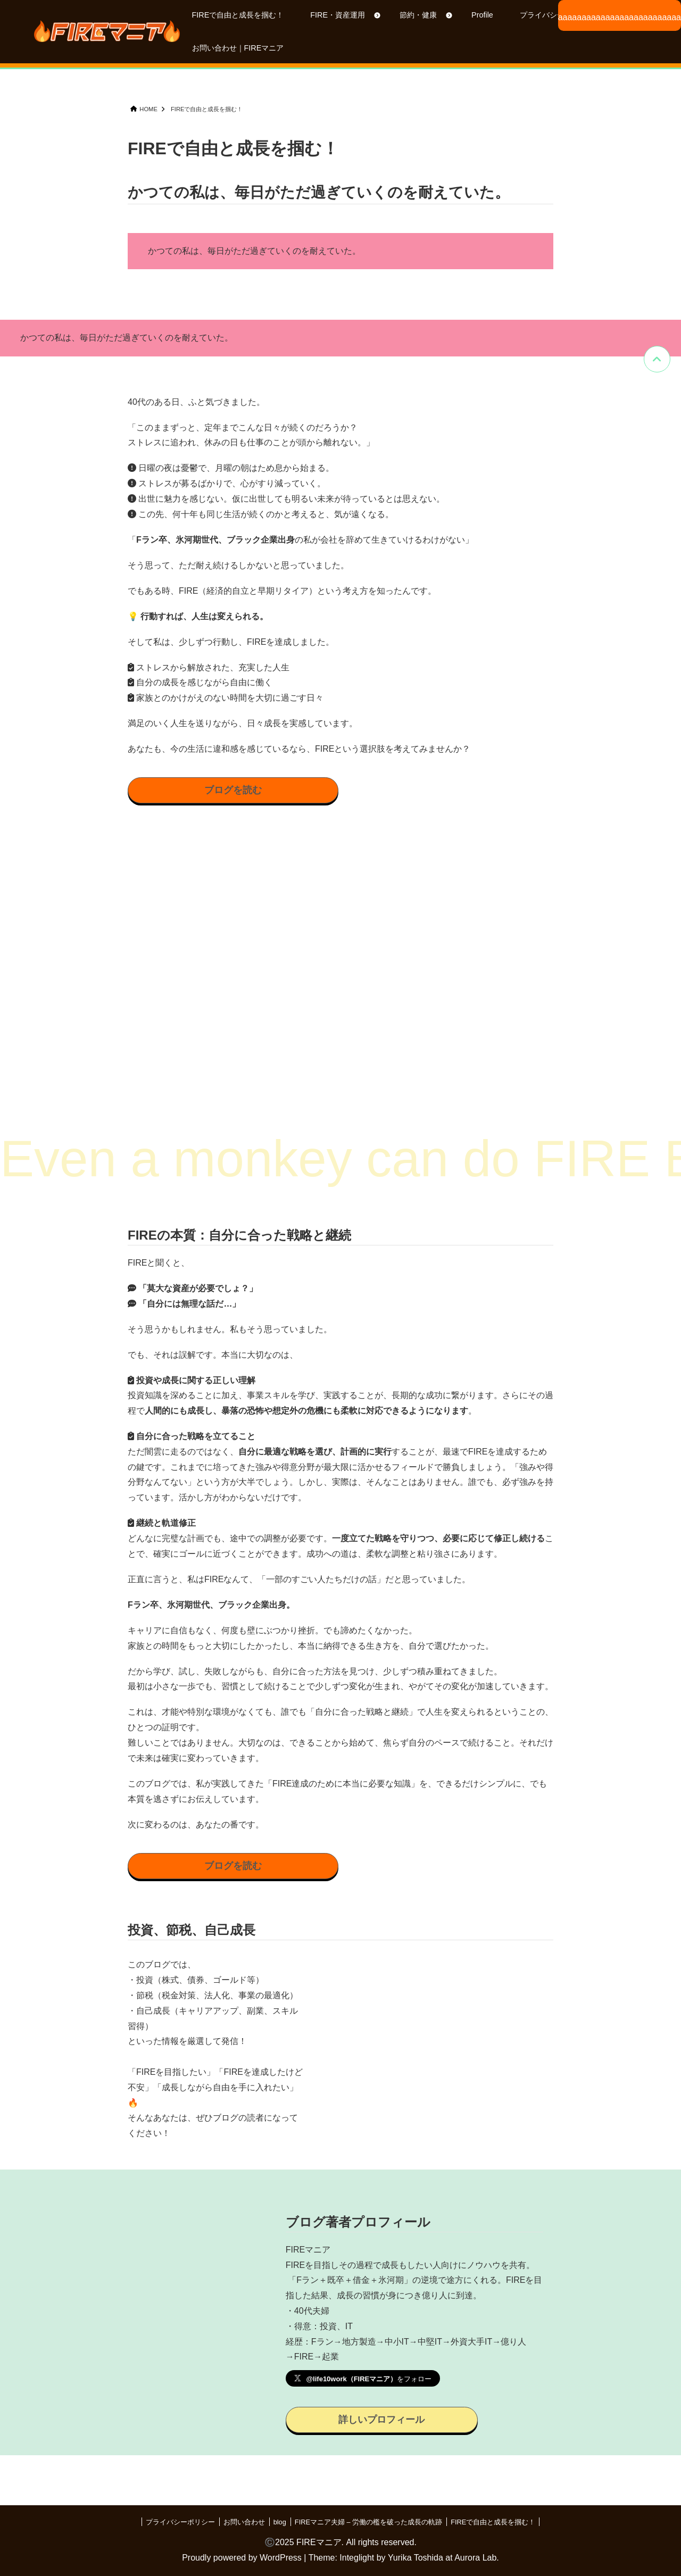 🔥FIREマニア🔥
FIREで自由と成長を掴む！ FIRE・資産運用 節約・健康 Profile プライバシ
aaaaaaaaaaaaaaaaaaaaaaaaaa
お問い合わせ｜FIREマニア
HOME FIREで自由と成長を掴む！
FIREで自由と成長を掴む！
かつての私は、毎日がただ過ぎていくのを耐えていた。
かつての私は、毎日がただ過ぎていくのを耐えていた。
かつての私は、毎日がただ過ぎていくのを耐えていた。
40代のある日、ふと気づきました。
「このままずっと、定年までこんな日々が続くのだろうか？
ストレスに追われ、休みの日も仕事のことが頭から離れない。」
日曜の夜は憂鬱で、月曜の朝はため息から始まる。
ストレスが募るばかりで、心がすり減っていく。
出世に魅力を感じない。仮に出世しても明るい未来が待っているとは思えない。
この先、何十年も同じ生活が続くのかと考えると、気が遠くなる。
「Fラン卒、氷河期世代、ブラック企業出身の私が会社を辞めて生きていけるわけがない」
そう思って、ただ耐え続けるしかないと思っていました。
でもある時、FIRE（経済的自立と早期リタイア）という考え方を知ったんです。
💡 行動すれば、人生は変えられる。
そして私は、少しずつ行動し、FIREを達成しました。
ストレスから解放された、充実した人生
自分の成長を感じながら自由に働く
家族とのかけがえのない時間を大切に過ごす日々
満足のいく人生を送りながら、日々成長を実感しています。
あなたも、今の生活に違和感を感じているなら、FIREという選択肢を考えてみませんか？
ブログを読む
Even a monkey can do FIRE E
FIREの本質：自分に合った戦略と継続
FIREと聞くと、
「莫大な資産が必要でしょ？」
「自分には無理な話だ…」
そう思うかもしれません。私もそう思っていました。
でも、それは誤解です。本当に大切なのは、
投資や成長に関する正しい理解
投資知識を深めることに加え、事業スキルを学び、実践することが、長期的な成功に繋がります。さらにその過
程で人間的にも成長し、暴落の恐怖や想定外の危機にも柔軟に対応できるようになります。
自分に合った戦略を立てること
ただ闇雲に走るのではなく、自分に最適な戦略を選び、計画的に実行することが、最速でFIREを達成するため
の鍵です。これまでに培ってきた強みや得意分野が最大限に活かせるフィールドで勝負しましょう。「強みや得
分野なんてない」という方が大半でしょう。しかし、実際は、そんなことはありません。誰でも、必ず強みを持
っています。活かし方がわからないだけです。
継続と軌道修正
どんなに完璧な計画でも、途中での調整が必要です。一度立てた戦略を守りつつ、必要に応じて修正し続けるこ
とで、確実にゴールに近づくことができます。成功への道は、柔軟な調整と粘り強さにあります。
正直に言うと、私はFIREなんて、「一部のすごい人たちだけの話」だと思っていました。
Fラン卒、氷河期世代、ブラック企業出身。
キャリアに自信もなく、何度も壁にぶつかり挫折。でも諦めたくなかった。
家族との時間をもっと大切にしたかったし、本当に納得できる生き方を、自分で選びたかった。
だから学び、試し、失敗しながらも、自分に合った方法を見つけ、少しずつ積み重ねてきました。
最初は小さな一歩でも、習慣として続けることで少しずつ変化が生まれ、やがてその変化が加速していきます。
これは、才能や特別な環境がなくても、誰でも「自分に合った戦略と継続」で人生を変えられるということの、
ひとつの証明です。
難しいことではありません。大切なのは、できることから始めて、焦らず自分のペースで続けること。それだけ
で未来は確実に変わっていきます。
このブログでは、私が実践してきた「FIRE達成のために本当に必要な知識」を、できるだけシンプルに、でも
本質を逃さずにお伝えしています。
次に変わるのは、あなたの番です。
ブログを読む
投資、節税、自己成長
このブログでは、
・投資（株式、債券、ゴールド等）
・節税（税金対策、法人化、事業の最適化）
・自己成長（キャリアアップ、副業、スキル
習得）
といった情報を厳選して発信！
「FIREを目指したい」「FIREを達成したけど
不安」「成長しながら自由を手に入れたい」
🔥
そんなあなたは、ぜひブログの読者になって
ください！
ブログ著者プロフィール
FIREマニア
FIREを目指しその過程で成長もしたい人向けにノウハウを共有。
「Fラン＋既卒＋借金＋氷河期」の逆境で途方にくれる。FIREを目
指した結果、成長の習慣が身につき億り人に到達。
・40代夫婦
・得意：投資、IT
経歴：Fラン→地方製造→中小IT→中堅IT→外資大手IT→億り人
→FIRE→起業
𝕏 @life10work（FIREマニア）をフォロー
詳しいプロフィール
プライバシーポリシー お問い合わせ blog FIREマニア夫婦 – 労働の檻を破った成長の軌跡 FIREで自由と成長を掴む！
Ⓒ2025 FIREマニア. All rights reserved.
Proudly powered by WordPress | Theme: Integlight by Yurika Toshida at Aurora Lab.